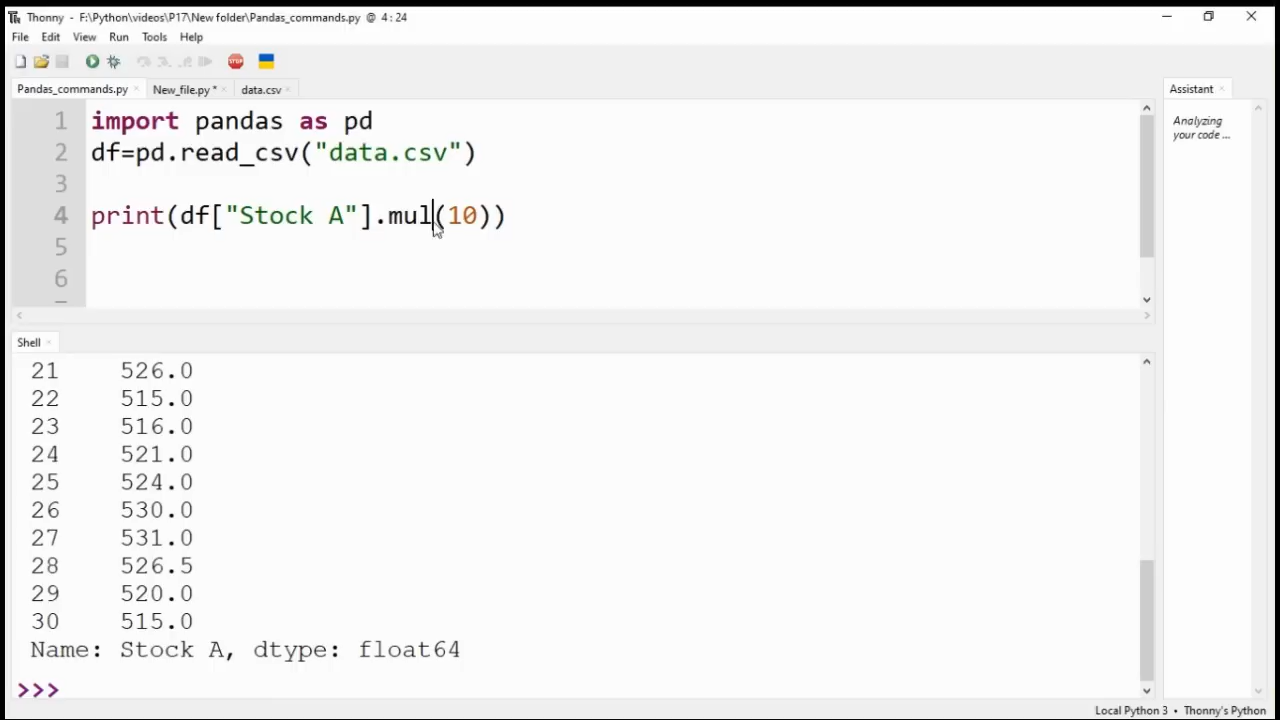 Thonny - F:\Python\videos\P17\New folder\Pandas_commands.py @ 4:24
File Edit View Run Tools Help
STOP
Pandas_commands.py × New_file.py * × data.csv × Assistant ×
1 import pandas as pd
2 df=pd.read_csv("data.csv")
3
4 print(df["Stock A"].mul(10))
5
6
Analyzing
your code ...
Shell ×
21 526.0
22 515.0
23 516.0
24 521.0
25 524.0
26 530.0
27 531.0
28 526.5
29 520.0
30 515.0
Name: Stock A, dtype: float64
>>>
Local Python 3 • Thonny's Python